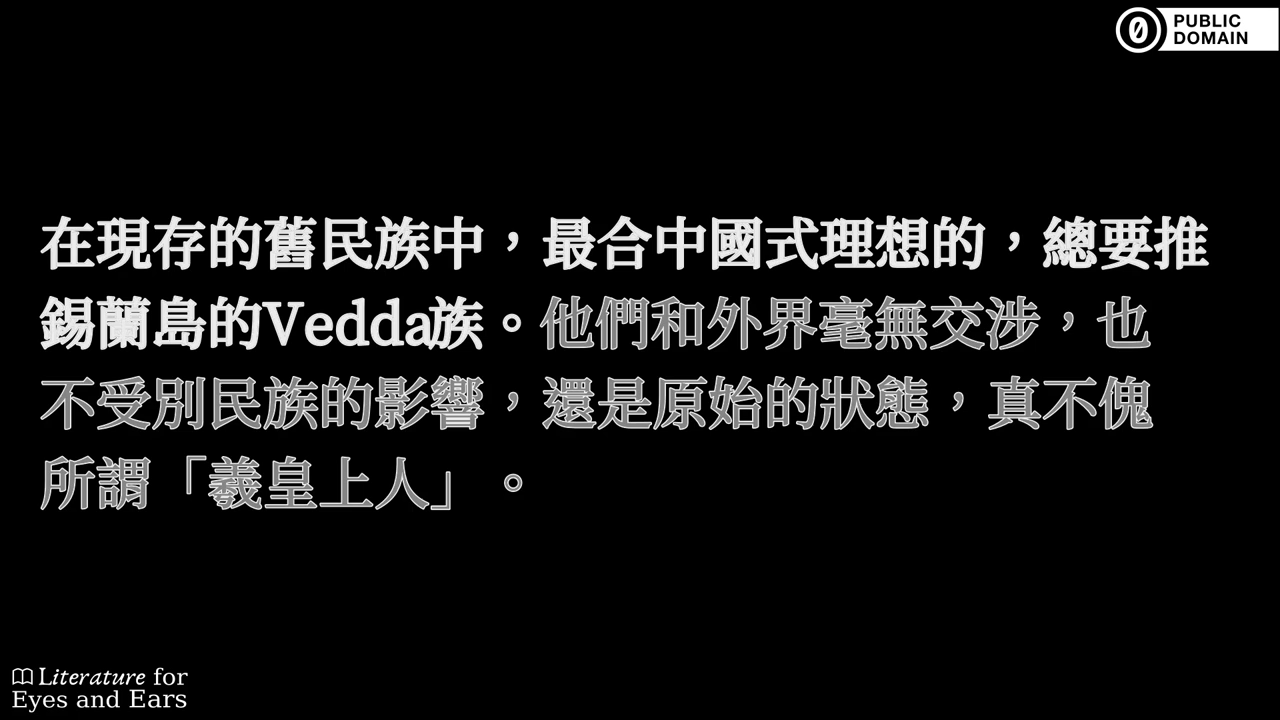 PUBLIC
DOMAIN
在現存的舊民族中，最合中國式理想的，總要推
錫蘭島的Vedda族。他們和外界毫無交涉，也
不受別民族的影響，還是原始的狀態，真不傀
所謂「羲皇上人」。
Literature for
Eyes and Ears